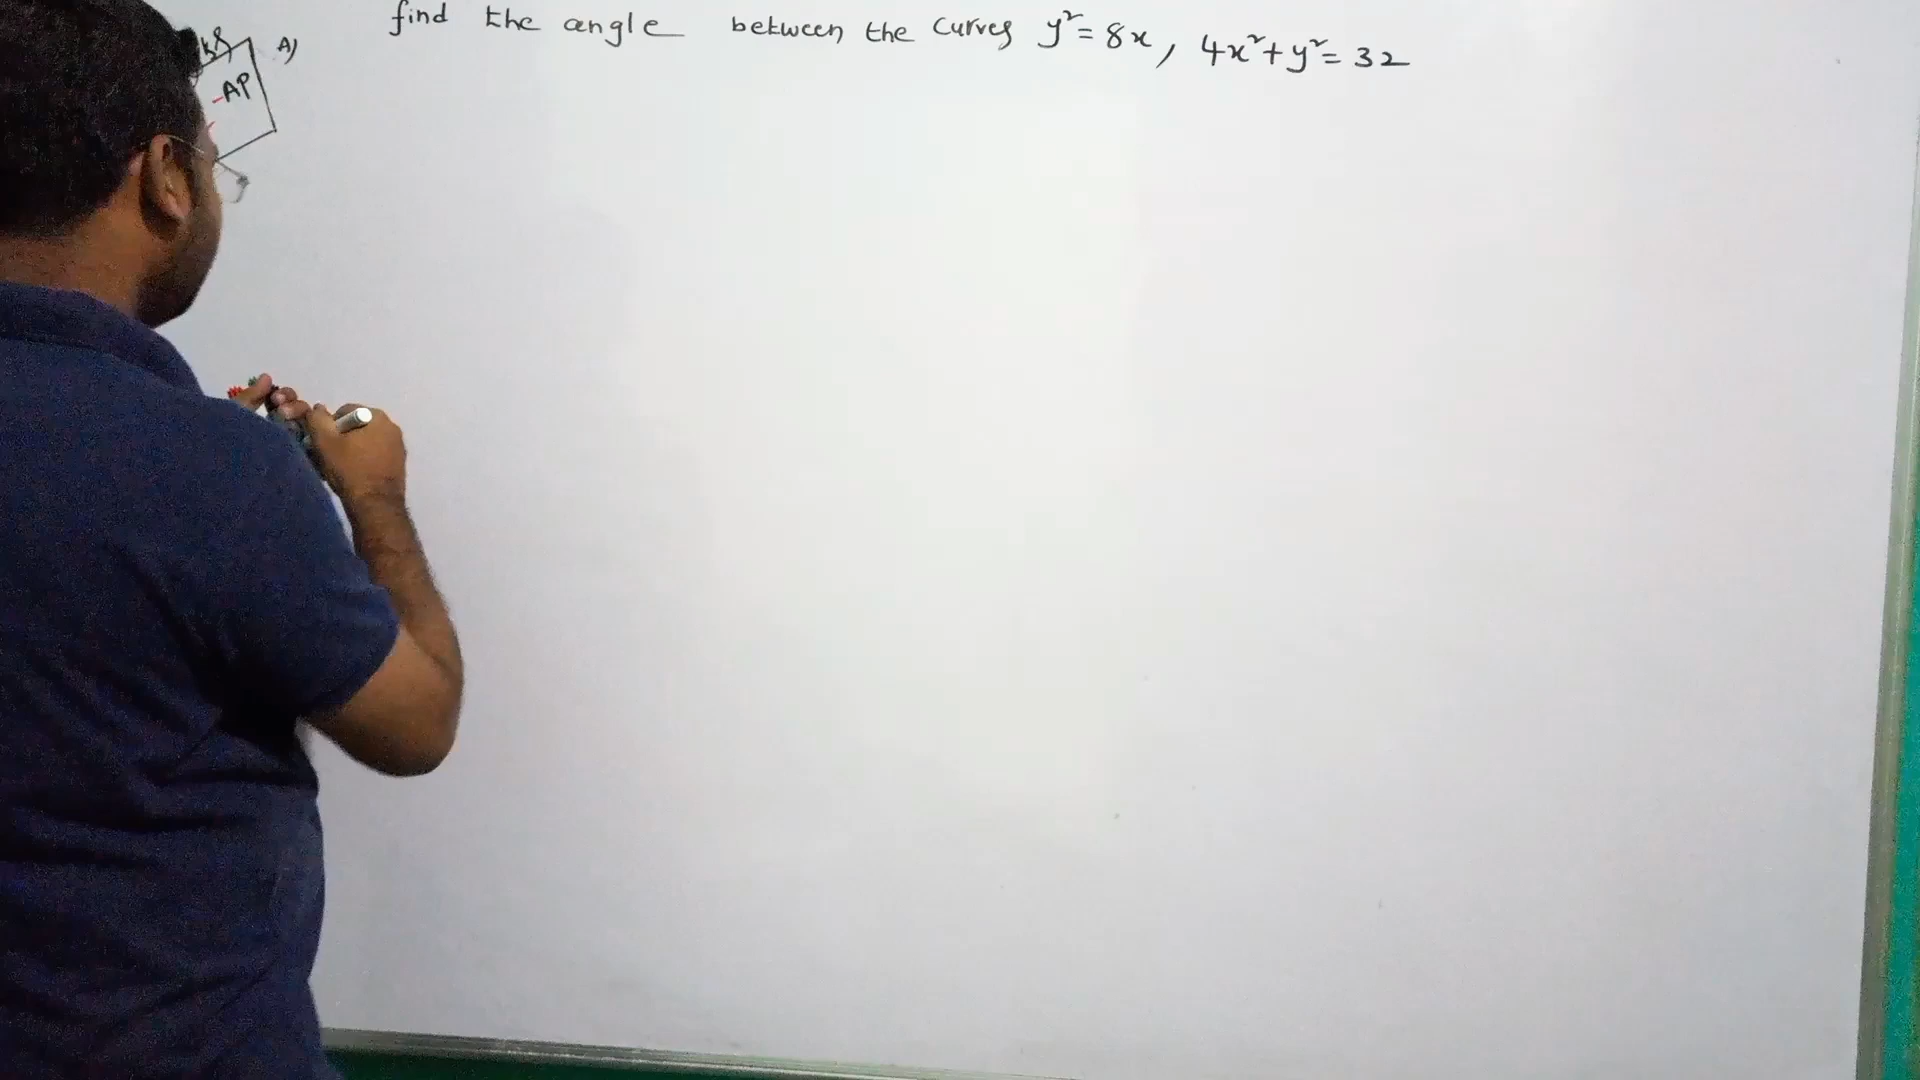 find the angle between the curves y² = 8x, 4x² + y² = 32
A)
-AP